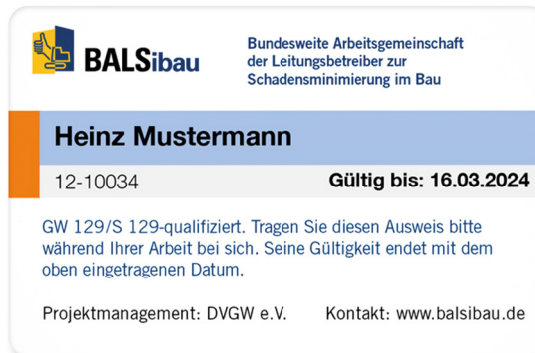 BALSibau
Bundesweite Arbeitsgemeinschaft
der Leitungsbetreiber zur
Schadensminimierung im Bau
Heinz Mustermann
12-10034 Gültig bis: 16.03.2024
GW 129/S 129-qualifiziert. Tragen Sie diesen Ausweis bitte
während Ihrer Arbeit bei sich. Seine Gültigkeit endet mit dem
oben eingetragenen Datum.
Projektmanagement: DVGW e.V. Kontakt: www.balsibau.de